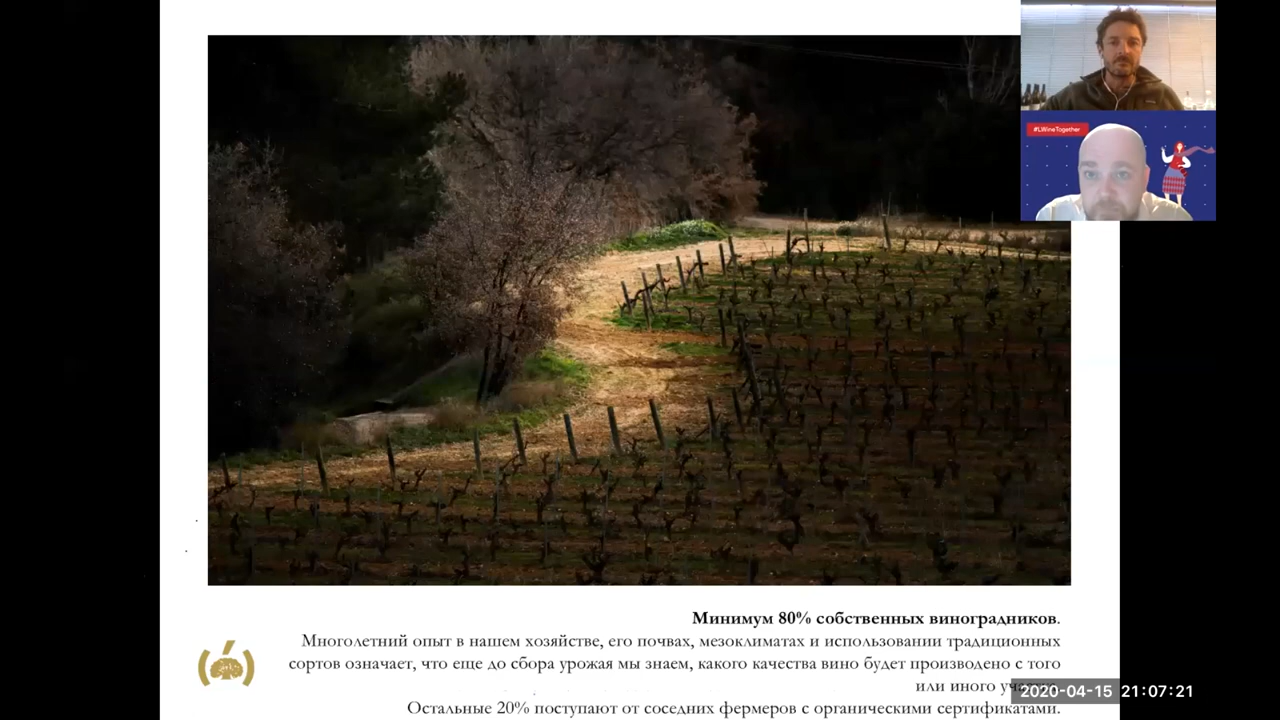 #LWineTogether
Минимум 80% собственных виноградников.
Многолетний опыт в нашем хозяйстве, его почвах, мезоклиматах и использовании традиционных
сортов означает, что еще до сбора урожая мы знаем, какого качества вино будет произведено с того
или иного
2020-04-15 21:07:21
Остальные 20% поступают от соседних фермеров с органическими сертификатами.